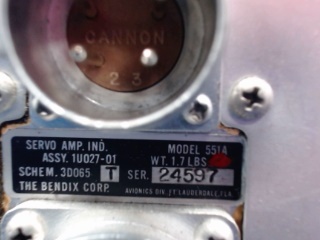 CANNON
2 3
SERVO AMP. IND. MODEL 551A
ASSY. 1U027-01 WT. 1.7 LBS
SCHEM. 3D065 T SER. 24597
THE BENDIX CORP. AVIONICS DIV. FT LAUDERDALE, FLA.